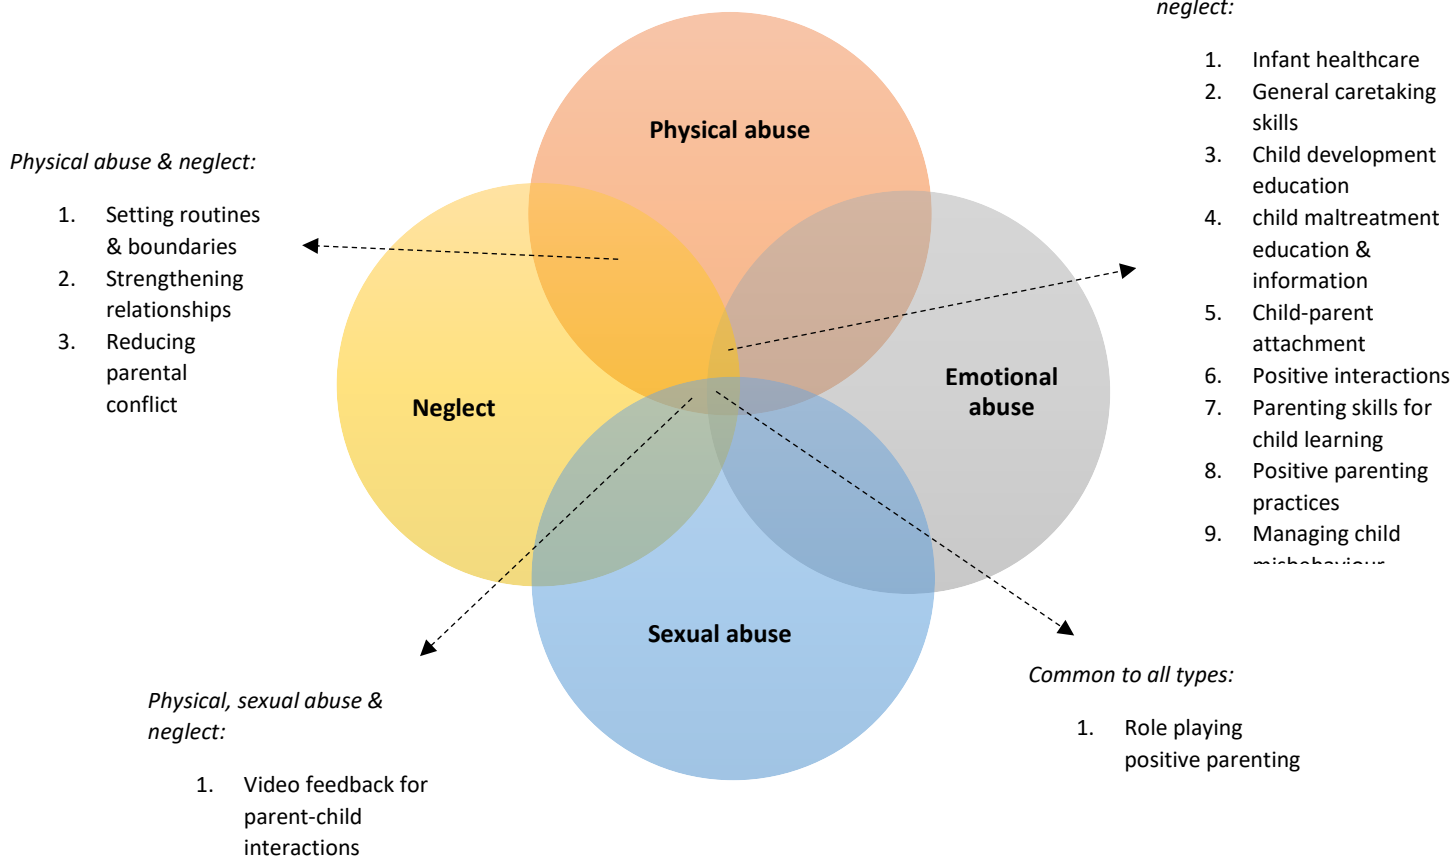 neglect:
1. Infant healthcare
2. General caretaking
skills
3. Child development
education
4. child maltreatment
education &
information
5. Child-parent
attachment
6. Positive interactions
7. Parenting skills for
child learning
8. Positive parenting
practices
9. Managing child
misbehaviour
Physical abuse
Physical abuse & neglect:
1. Setting routines
& boundaries
2. Strengthening
relationships
3. Reducing
parental
conflict
Neglect
Emotional
abuse
Sexual abuse
Physical, sexual abuse &
neglect:
1. Video feedback for
parent-child
interactions
Common to all types:
1. Role playing
positive parenting